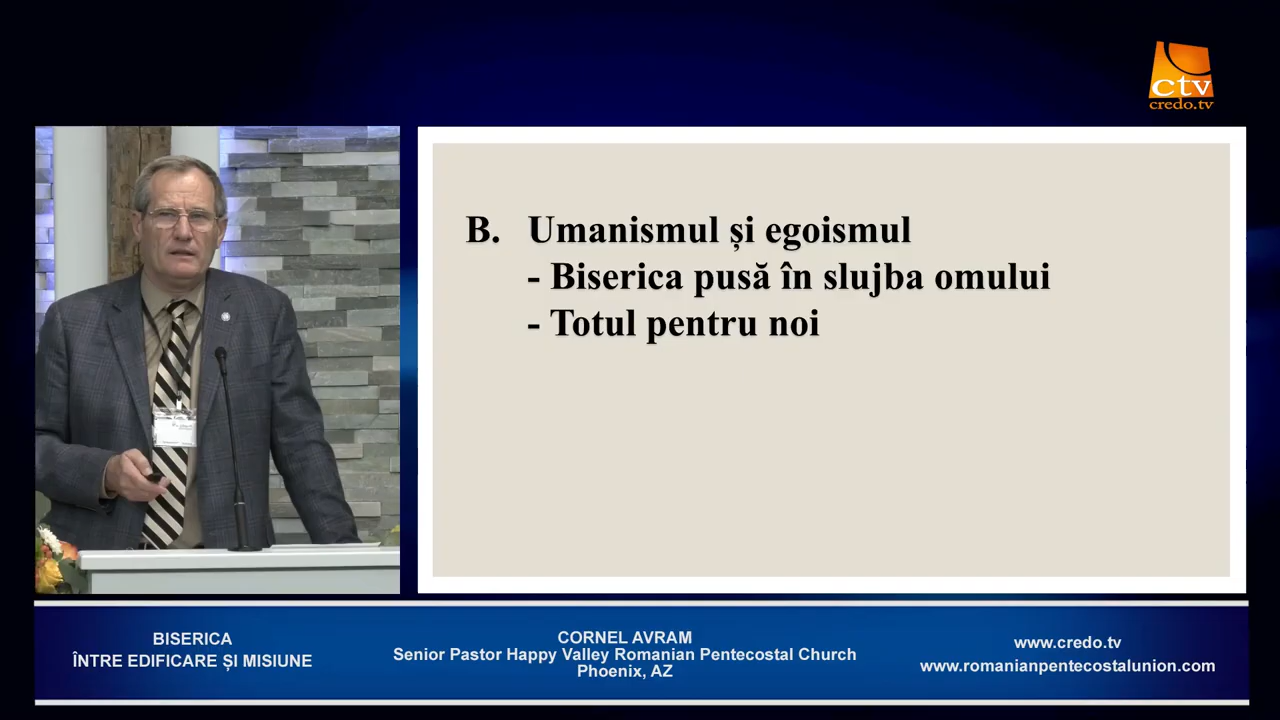 ctv
credo.tv
B. Umanismul și egoismul
- Biserica pusă în slujba omului
- Totul pentru noi
BISERICA
ÎNTRE EDIFICARE ȘI MISIUNE
CORNEL AVRAM
Senior Pastor Happy Valley Romanian Pentecostal Church
Phoenix, AZ
www.credo.tv
www.romanianpentecostalunion.com